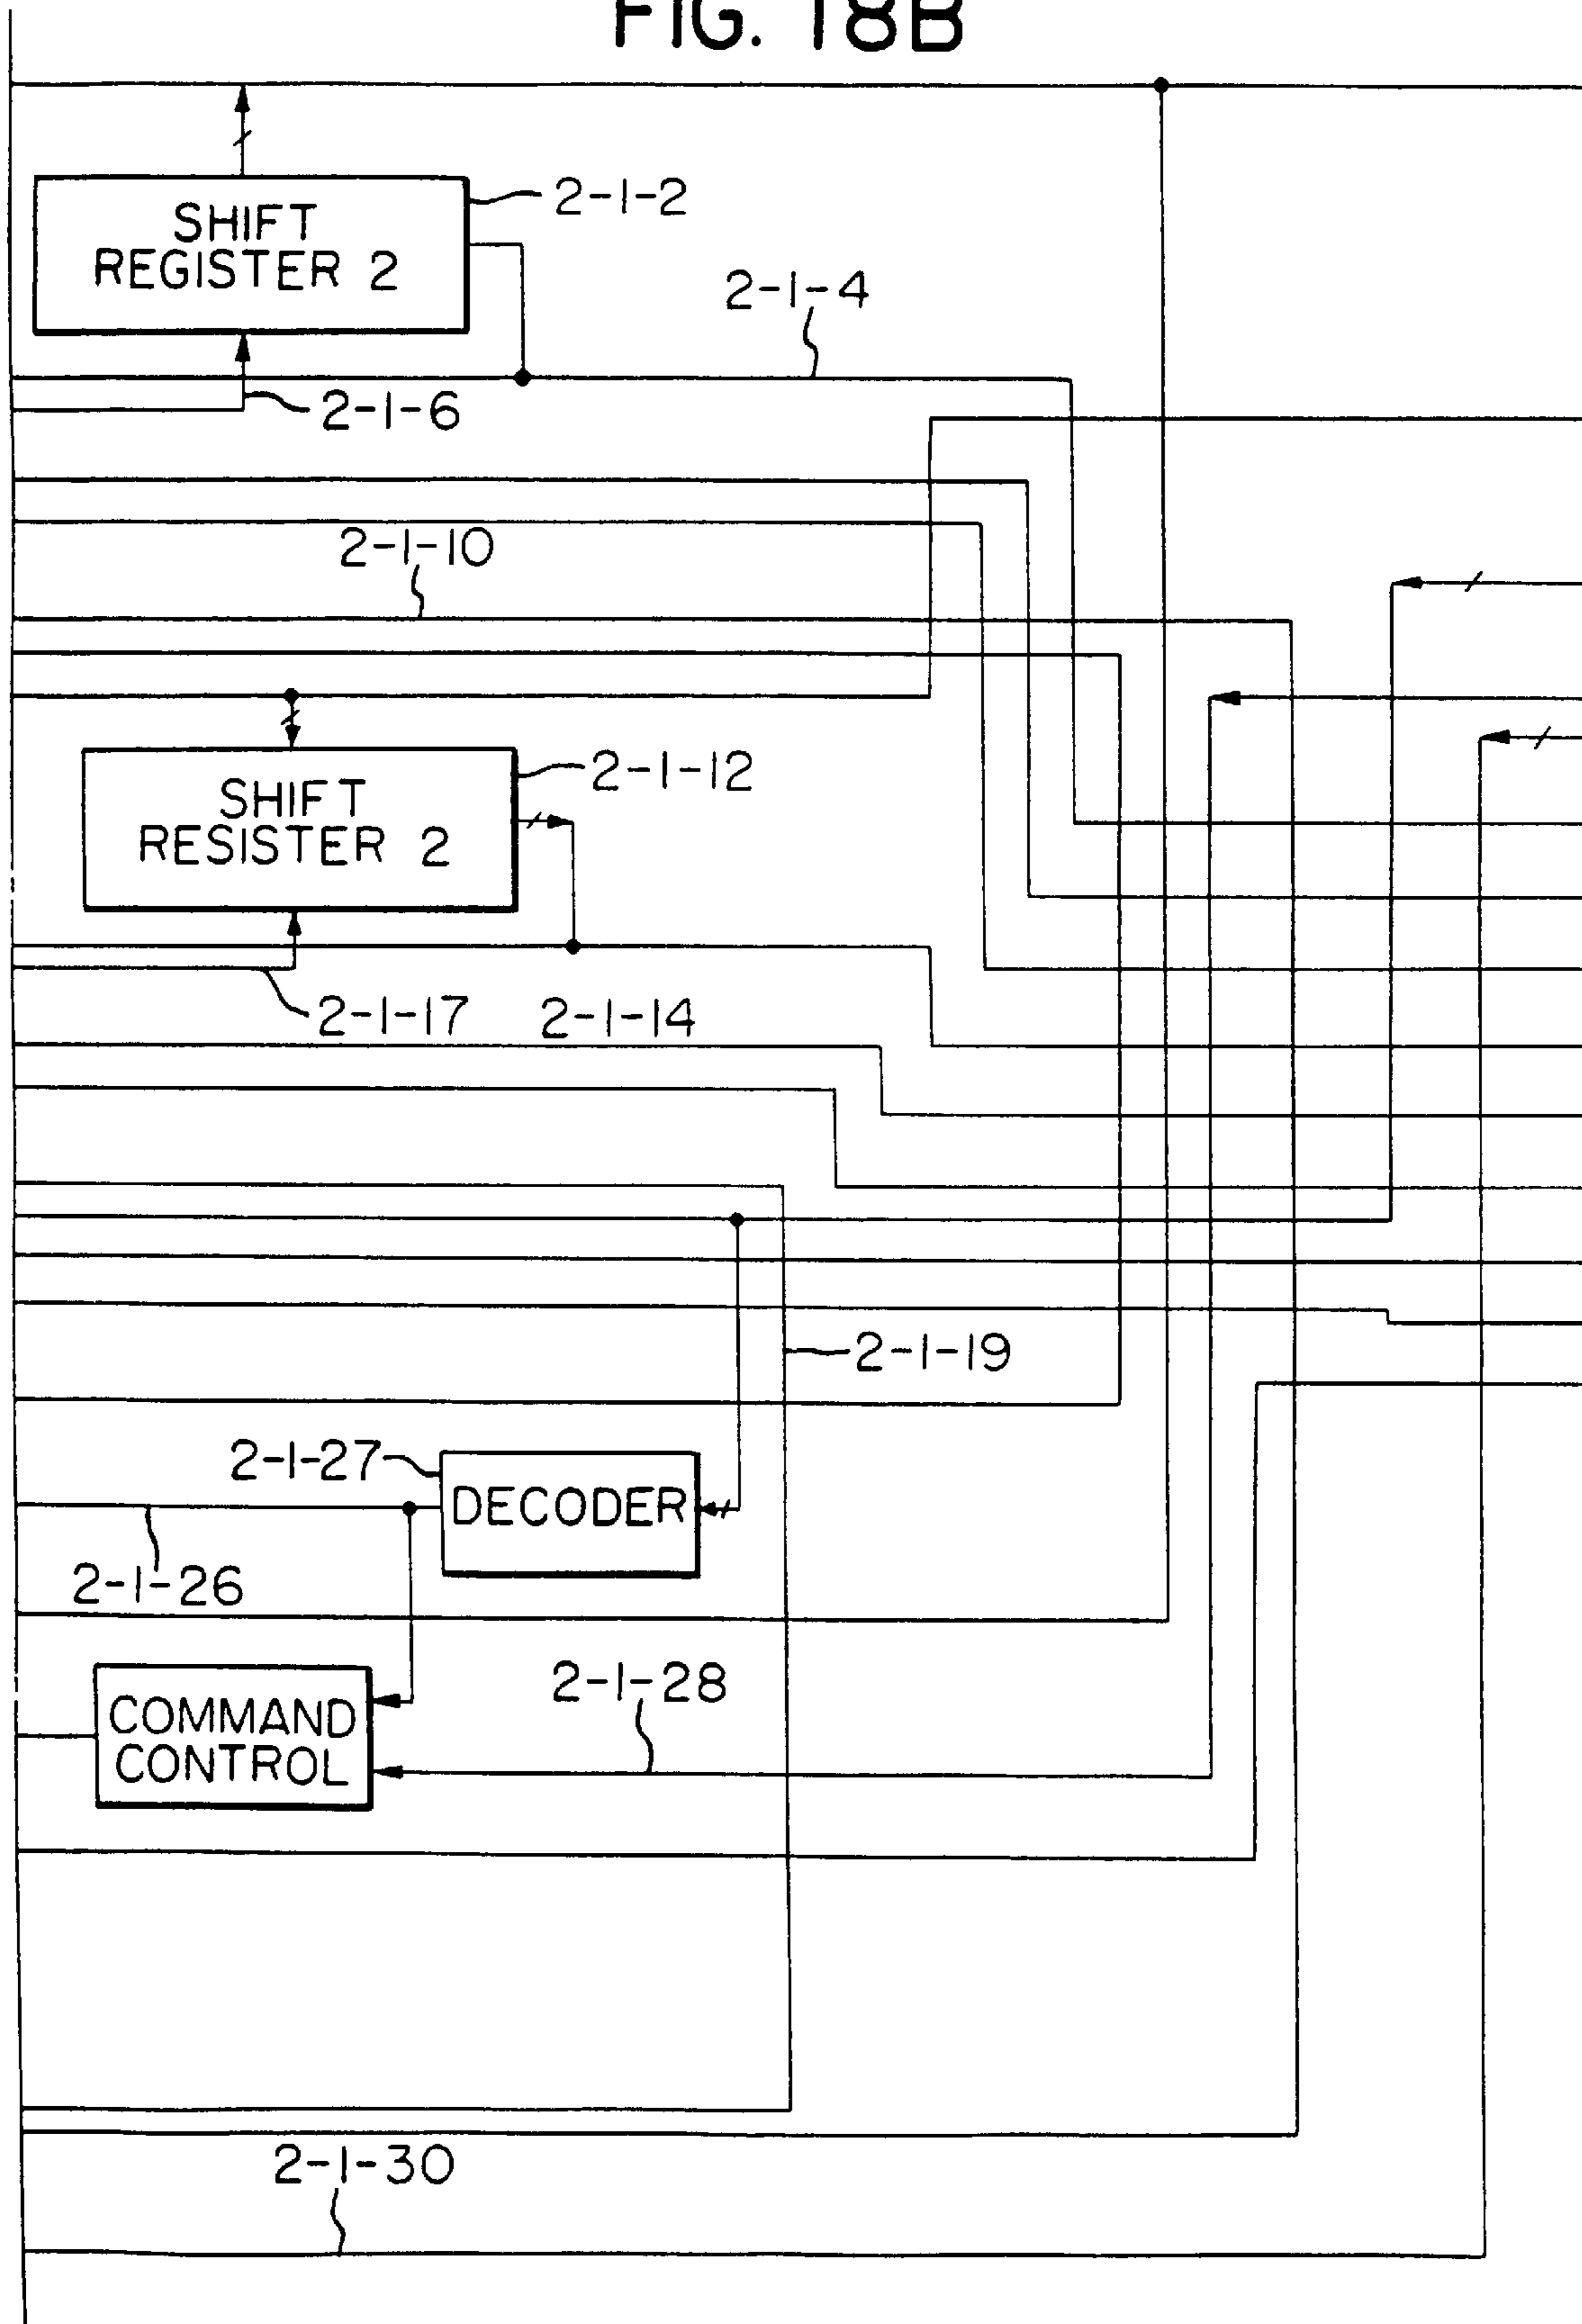 FIG. 18B
2-1-2
SHIFT
REGISTER 2
2-1-4
2-1-6
2-1-10
2-1-12
SHIFT
RESISTER 2
2-1-17
2-1-14
2-1-19
2-1-27
DECODER
2-1-26
2-1-28
COMMAND
CONTROL
2-1-30